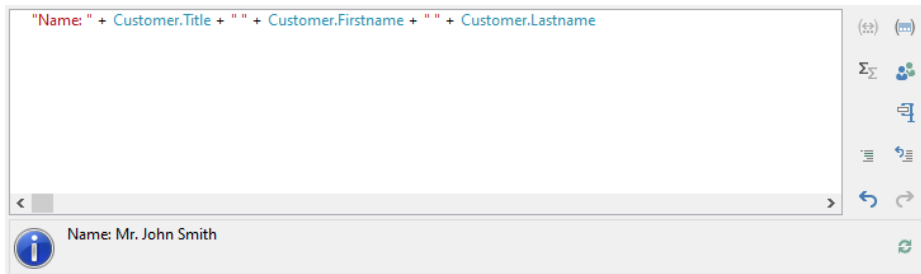 "Name: " + Customer.Title + " " + Customer.Firstname + " " + Customer.Lastname
Name: Mr. John Smith